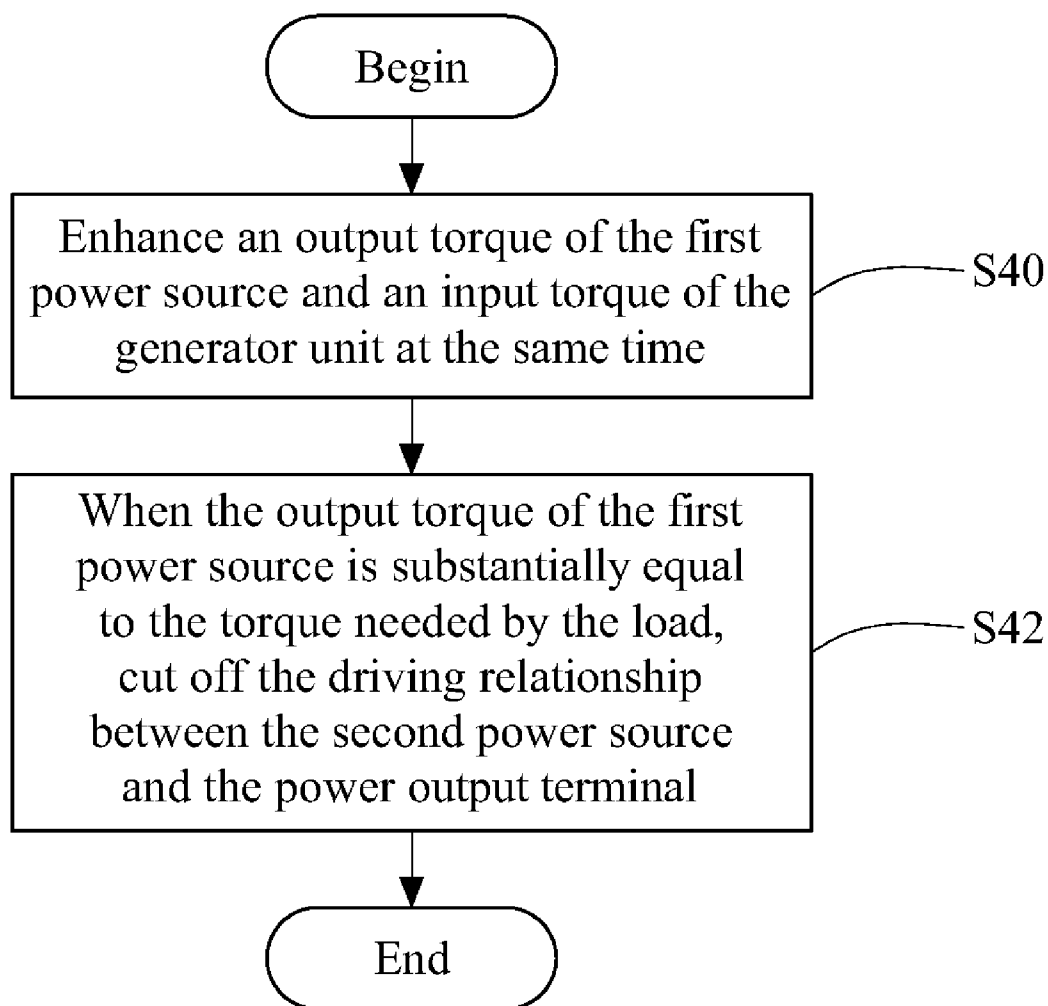 Begin
Enhance an output torque of the first
power source and an input torque of the
generator unit at the same time
S40
When the output torque of the first
power source is substantially equal
to the torque needed by the load,
cut off the driving relationship
between the second power source
and the power output terminal
S42
End